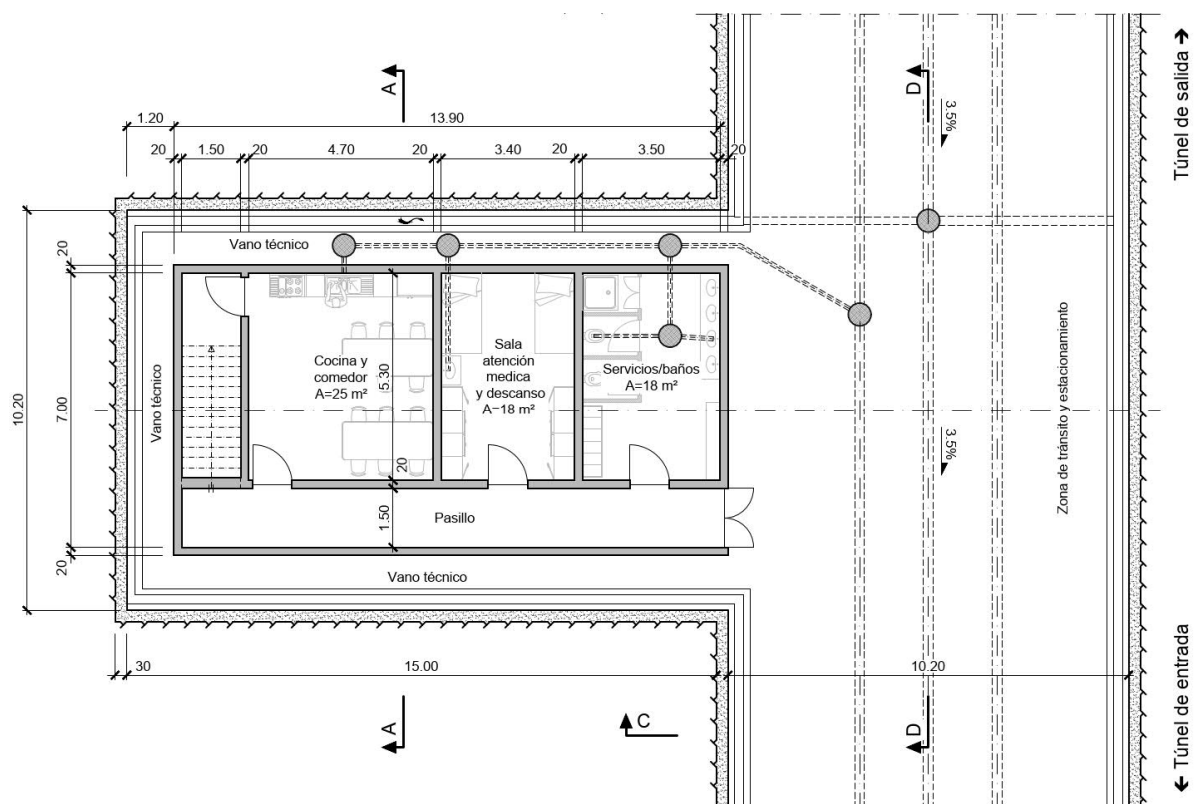 A
D
3.5%
Túnel de salida →
1.20
13.90
20
1.50
20
4.70
20
3.40
20
3.50
20
Vano técnico
20
10.20
7.00
20
Vano técnico
Cocina y
comedor
A=25 m²
5.30
20
1.50
Sala
atención
medica
y descanso
A=18 m²
Servicios/baños
A=18 m²
Pasillo
Vano técnico
3.5%
Zona de tránsito y estacionamiento
30
15.00
10.20
A
C
D
← Túnel de entrada